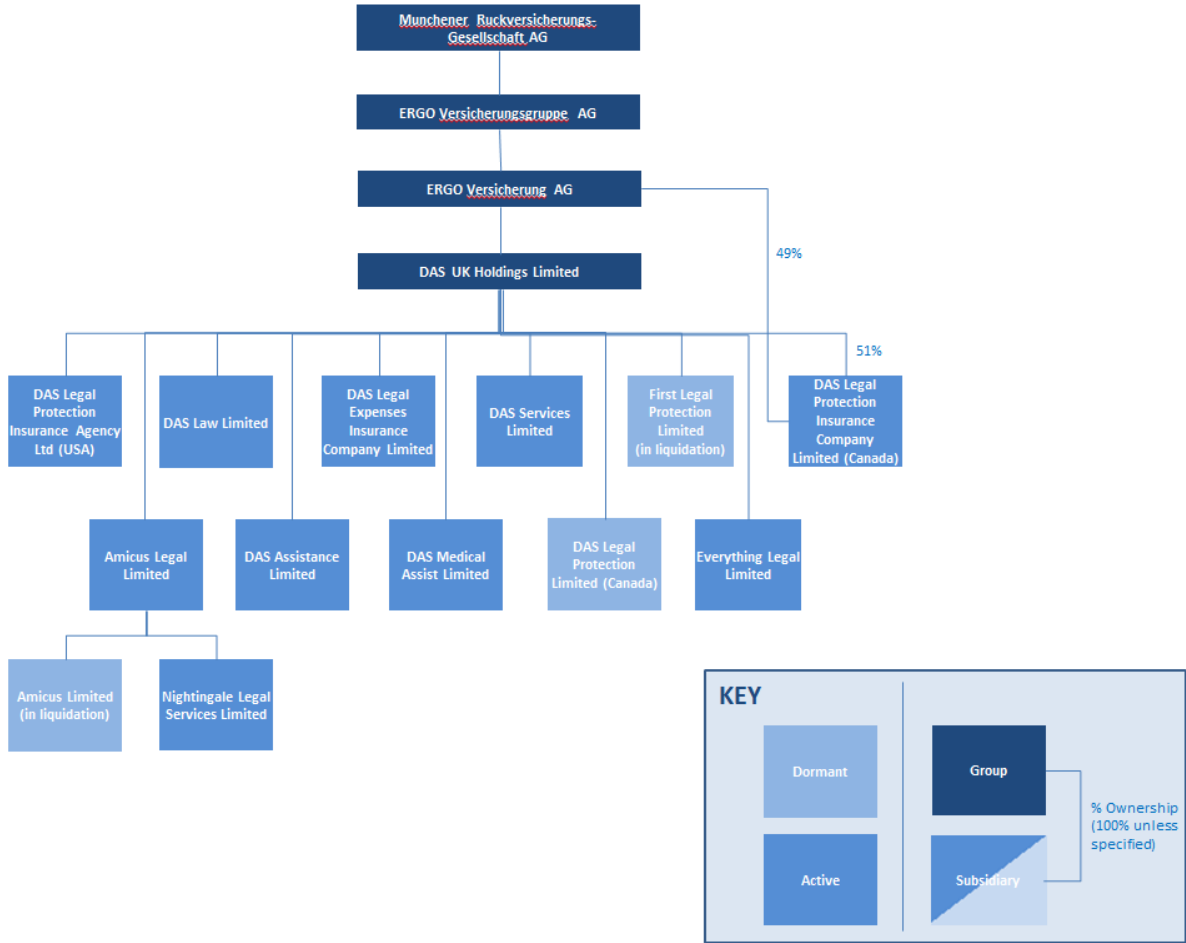 Munchener Ruckversicherungs-
Gesellschaft AG
ERGO Versicherungsgruppe AG
ERGO Versicherung AG
49%
DAS UK Holdings Limited
51%
DAS Legal
Protection
Insurance Agency
Ltd (USA)
DAS Law Limited
DAS Legal
Expenses
Insurance
Company Limited
DAS Services
Limited
First Legal
Protection
Limited
(in liquidation)
DAS Legal
Protection
Insurance
Company
Limited (Canada)
Amicus Legal
Limited
DAS Assistance
Limited
DAS Medical
Assist Limited
DAS Legal
Protection
Limited (Canada)
Everything Legal
Limited
Amicus Limited
(in liquidation)
Nightingale Legal
Services Limited
KEY
Dormant
Group
% Ownership
(100% unless
specified)
Active
Subsidiary